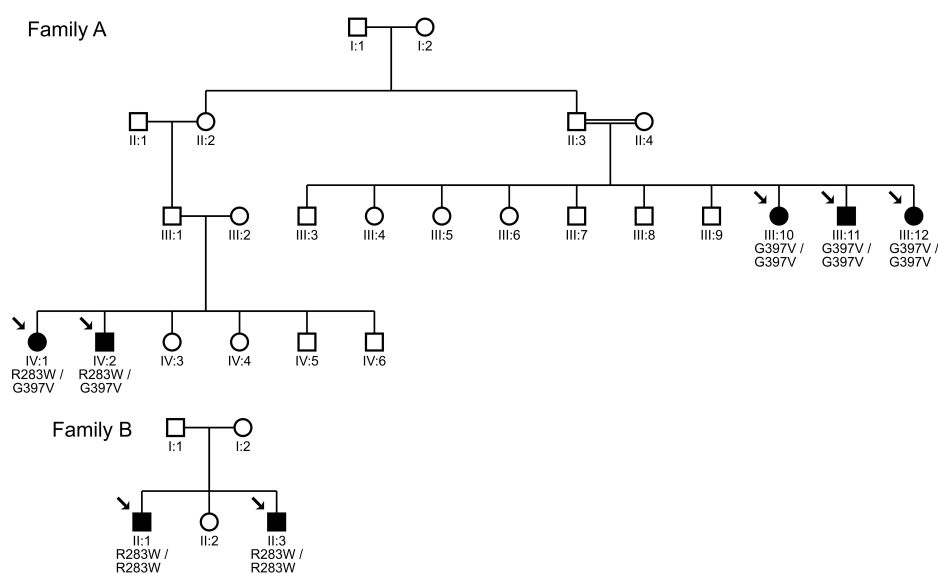 Family A
I:1 I:2
II:1 II:2 II:3 II:4
III:1 III:2 III:3 III:4 III:5 III:6 III:7 III:8 III:9 III:10 III:11 III:12
G397V / G397V / G397V /
G397V G397V G397V
IV:1 IV:2 IV:3 IV:4 IV:5 IV:6
R283W / R283W /
G397V G397V
Family B
I:1 I:2
II:1 II:2 II:3
R283W / R283W /
R283W R283W